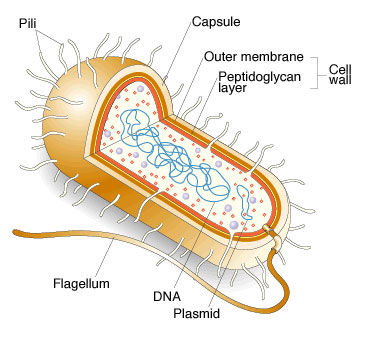 Pili
Capsule
Outer membrane
Peptidoglycan
layer
Cell
wall
Flagellum
DNA
Plasmid